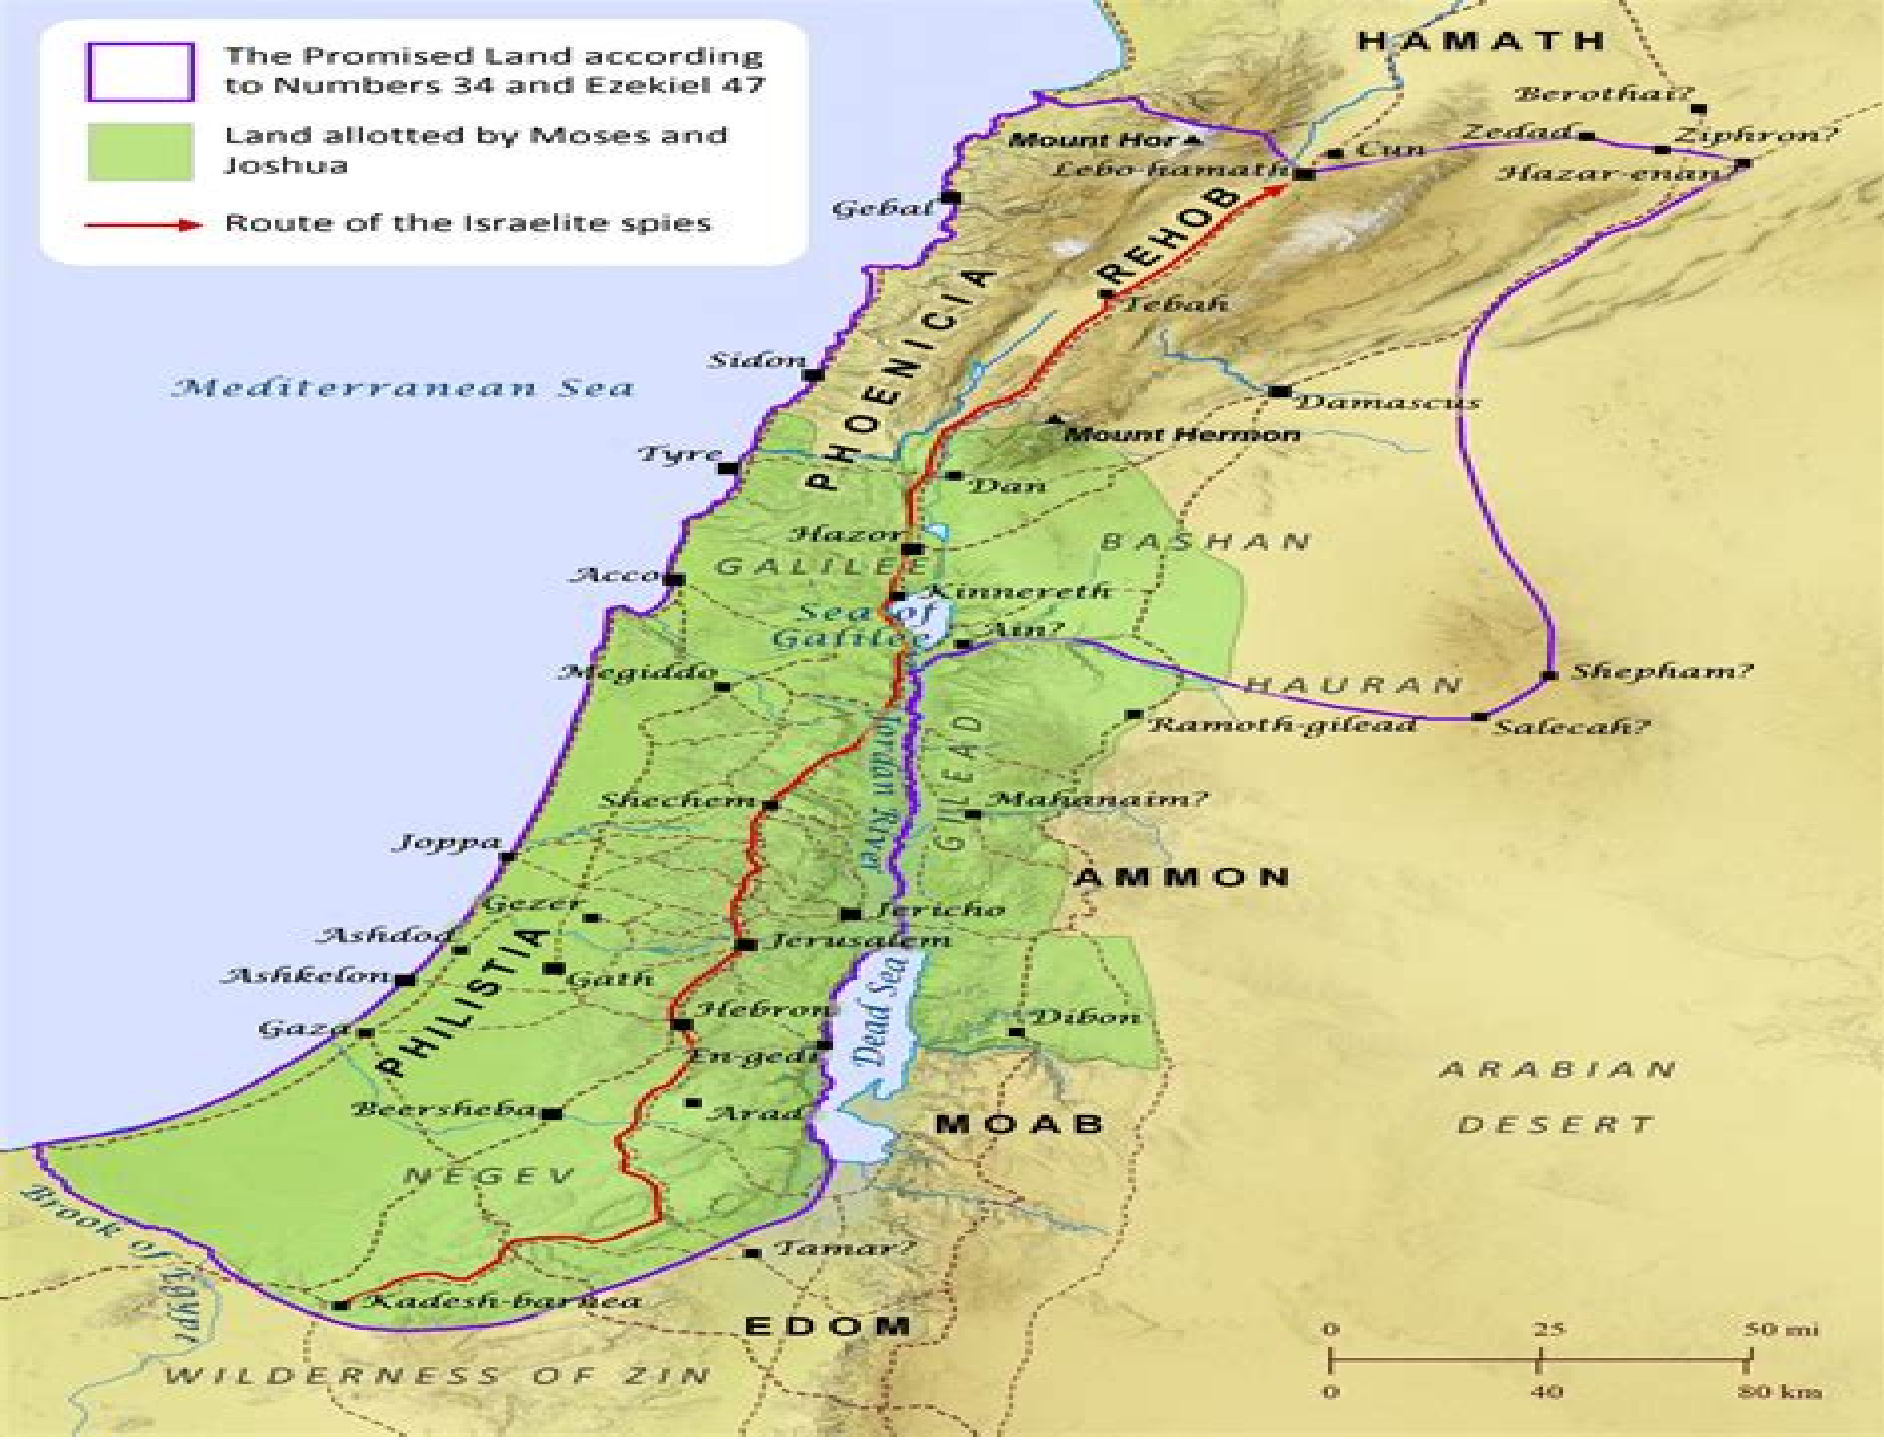 The Promised Land according
to Numbers 34 and Ezekiel 47
Land allotted by Moses and
Joshua
Route of the Israelite spies
HAMATH
Berothai?
Mount Hor
Zedad
Ziphron?
Cun
Lebo-hamath
Hazar-enan?
Gebal
REHOB
Tebah
PHOENICIA
Sidon
Mediterranean Sea
Damascus
Mount Hermon
Tyre
Dan
Hazor
BASHAN
GALILEE
Acco
Kinnereth
Sea of
Galilee
Ain?
Megiddo
Shepham?
HAURAN
Ramoth-gilead
Salecah?
Jordan River
GILEAD
Shechem
Mahanaim?
Joppa
AMMON
Gezer
Jericho
Ashdod
Jerusalem
Ashkelon
Gath
PHILISTIA
Dead Sea
Hebron
Gaza
Dibon
En-gedi
ARABIAN
DESERT
Beersheba
Arad
MOAB
NEGEV
Brook of
Egypt
Tamar?
Kadesh-barnea
EDOM
WILDERNESS OF ZIN
0 25 50 mi
0 40 80 km